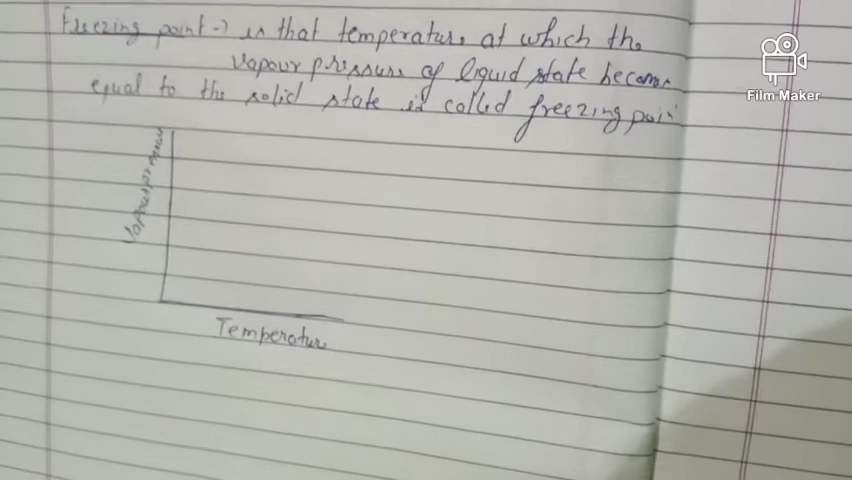 Freezing point → is that temperature at which the
vapour pressure of liquid state become
equal to the solid state is called freezing poin
Film Maker
Vapour pressure
Temperature